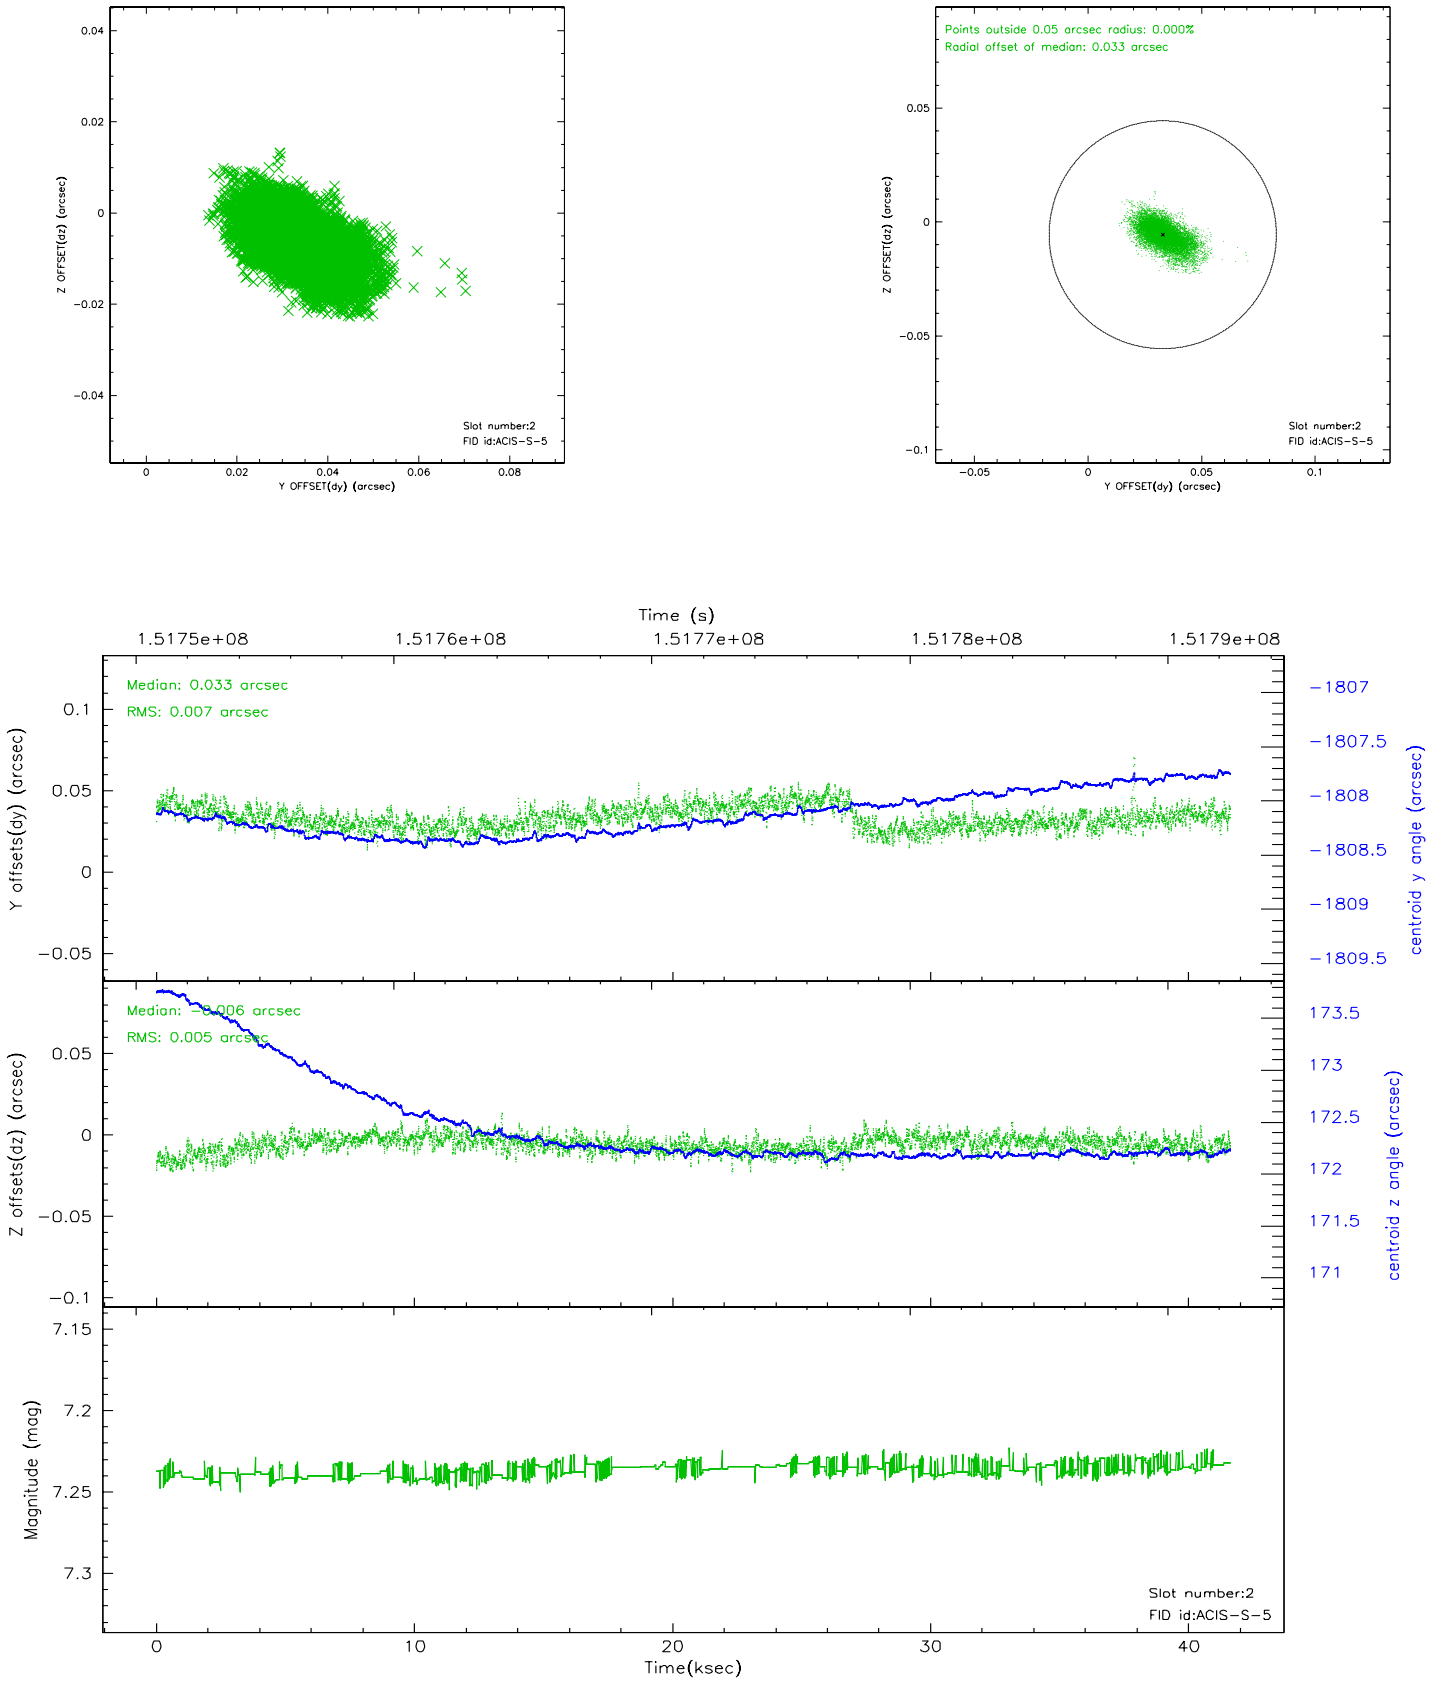 0.04
0.02
0
−0.02
−0.04
Z OFFSET(dz) (arcsec)
Slot number:2
FID id:ACIS−S−5
0 0.02 0.04 0.06 0.08
Y OFFSET(dy) (arcsec)
Points outside 0.05 arcsec radius: 0.000%
Radial offset of median: 0.033 arcsec
0.05
0
−0.05
−0.1
Z OFFSET(dz) (arcsec)
Slot number:2
FID id:ACIS−S−5
−0.05 0 0.05 0.1
Y OFFSET(dy) (arcsec)
Time (s)
1.5175e+08 1.5176e+08 1.5177e+08 1.5178e+08 1.5179e+08
Median: 0.033 arcsec
RMS: 0.007 arcsec
0.1
0.05
0
−0.05
Y offsets(dy) (arcsec)
−1807
−1807.5
−1808
−1808.5
−1809
−1809.5
centroid y angle (arcsec)
Median: −0.006 arcsec
RMS: 0.005 arcsec
0.05
0
−0.05
−0.1
Z offsets(dz) (arcsec)
173.5
173
172.5
172
171.5
171
centroid z angle (arcsec)
7.15
7.2
7.25
7.3
Magnitude (mag)
Slot number:2
FID id:ACIS−S−5
0 10 20 30 40
Time(ksec)